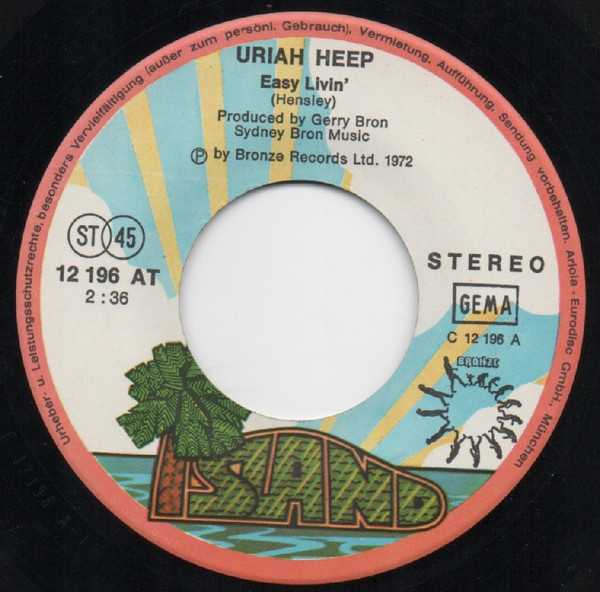 Urheber- u. Leistungsschutzrechte, besonders Vervielfältigung (außer zum persönl. Gebrauch), Vermietung, Aufführung, Sendung vorbehalten. Ariola - Eurodisc GmbH., München
URIAH HEEP
Easy Livin'
(Hensley)
Produced by Gerry Bron
Sydney Bron Music
Ⓟ by Bronze Records Ltd. 1972
ST 45
12 196 AT
2 : 36
STEREO
GEMA
C 12 196 A
BRONZE
ISLAND